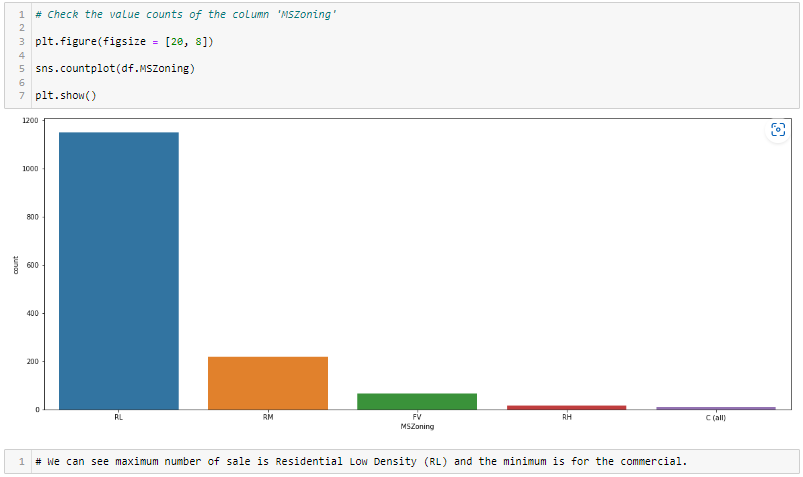 1 # Check the value counts of the column 'MSZoning'
2
3 plt.figure(figsize = [20, 8])
4
5 sns.countplot(df.MSZoning)
6
7 plt.show()
1200
1000
800
600
400
200
0
count
RL RM FV RH C (all)
MSZoning
1 # We can see maximum number of sale is Residential Low Density (RL) and the minimum is for the commercial.